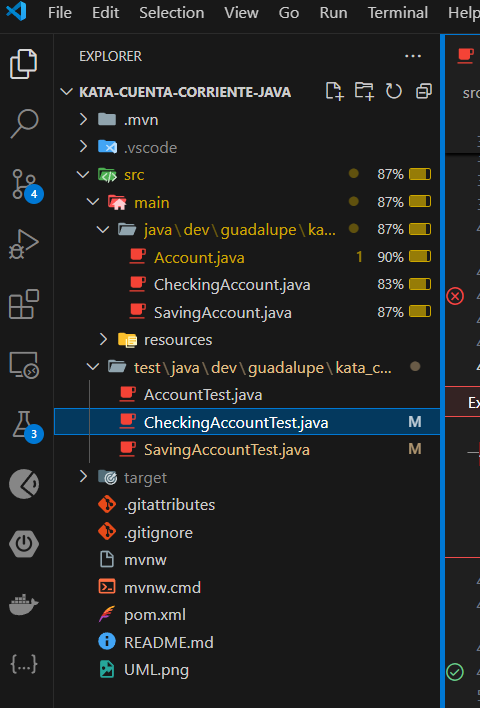 File Edit Selection View Go Run Terminal Help
EXPLORER ...
KATA-CUENTA-CORRIENTE-JAVA
.mvn
.vscode
src 87%
main 87%
java\dev\guadalupe\ka... 87%
Account.java 1 90%
CheckingAccount.java 83%
SavingAccount.java 87%
resources
test\java\dev\guadalupe\kata_c...
AccountTest.java
CheckingAccountTest.java M
SavingAccountTest.java M
target
.gitattributes
.gitignore
mvnw
mvnw.cmd
pom.xml
README.md
UML.png
4
3
{...}
src
Ex